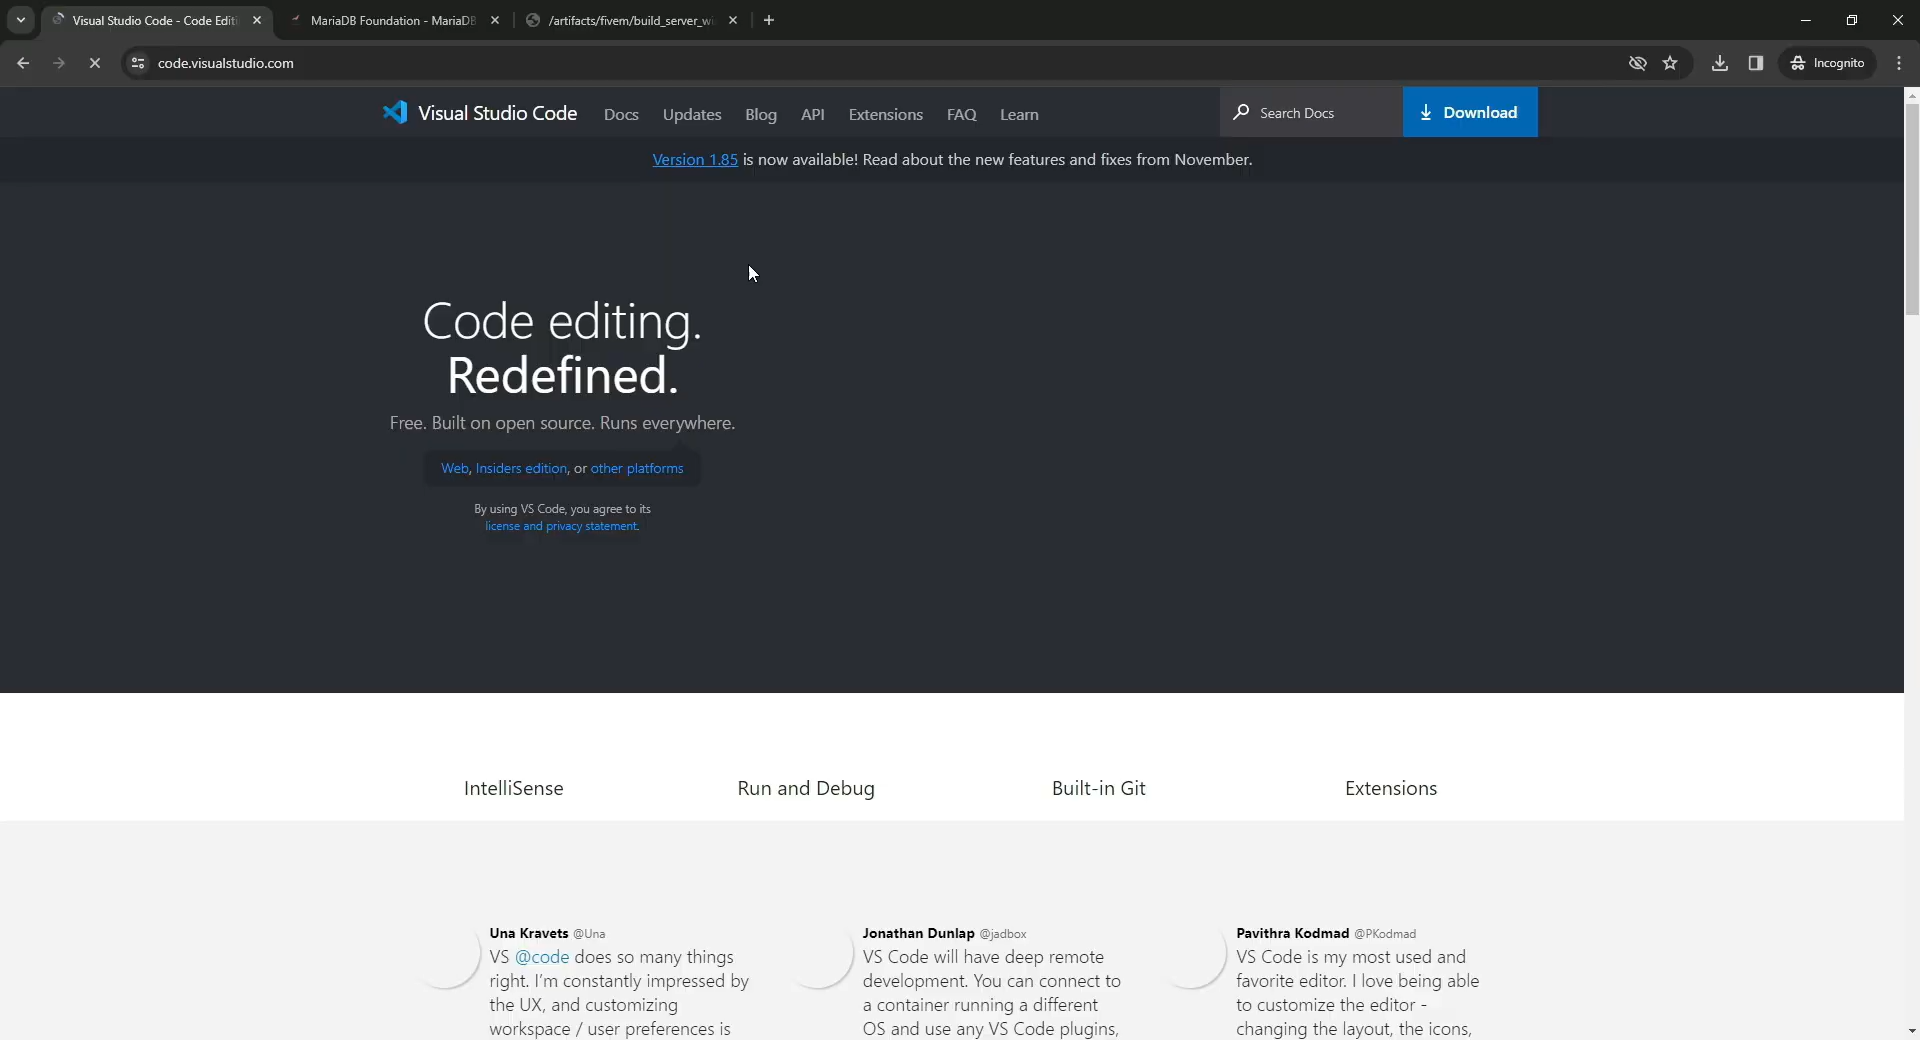 Visual Studio Code - Code Edit
MariaDB Foundation - MariaDB
/artifacts/fivem/build_server_wi
code.visualstudio.com
Incognito
Visual Studio Code
Docs
Updates
Blog
API
Extensions
FAQ
Learn
Search Docs
Download
Version 1.85 is now available! Read about the new features and fixes from November.
Code editing.
Redefined.
Free. Built on open source. Runs everywhere.
Web, Insiders edition, or other platforms
By using VS Code, you agree to its
license and privacy statement.
IntelliSense
Run and Debug
Built-in Git
Extensions
Una Kravets @Una
VS @code does so many things
right. I'm constantly impressed by
the UX, and customizing
workspace / user preferences is
Jonathan Dunlap @jadbox
VS Code will have deep remote
development. You can connect to
a container running a different
OS and use any VS Code plugins,
Pavithra Kodmad @PKodmad
VS Code is my most used and
favorite editor. I love being able
to customize the editor -
changing the layout, the icons,